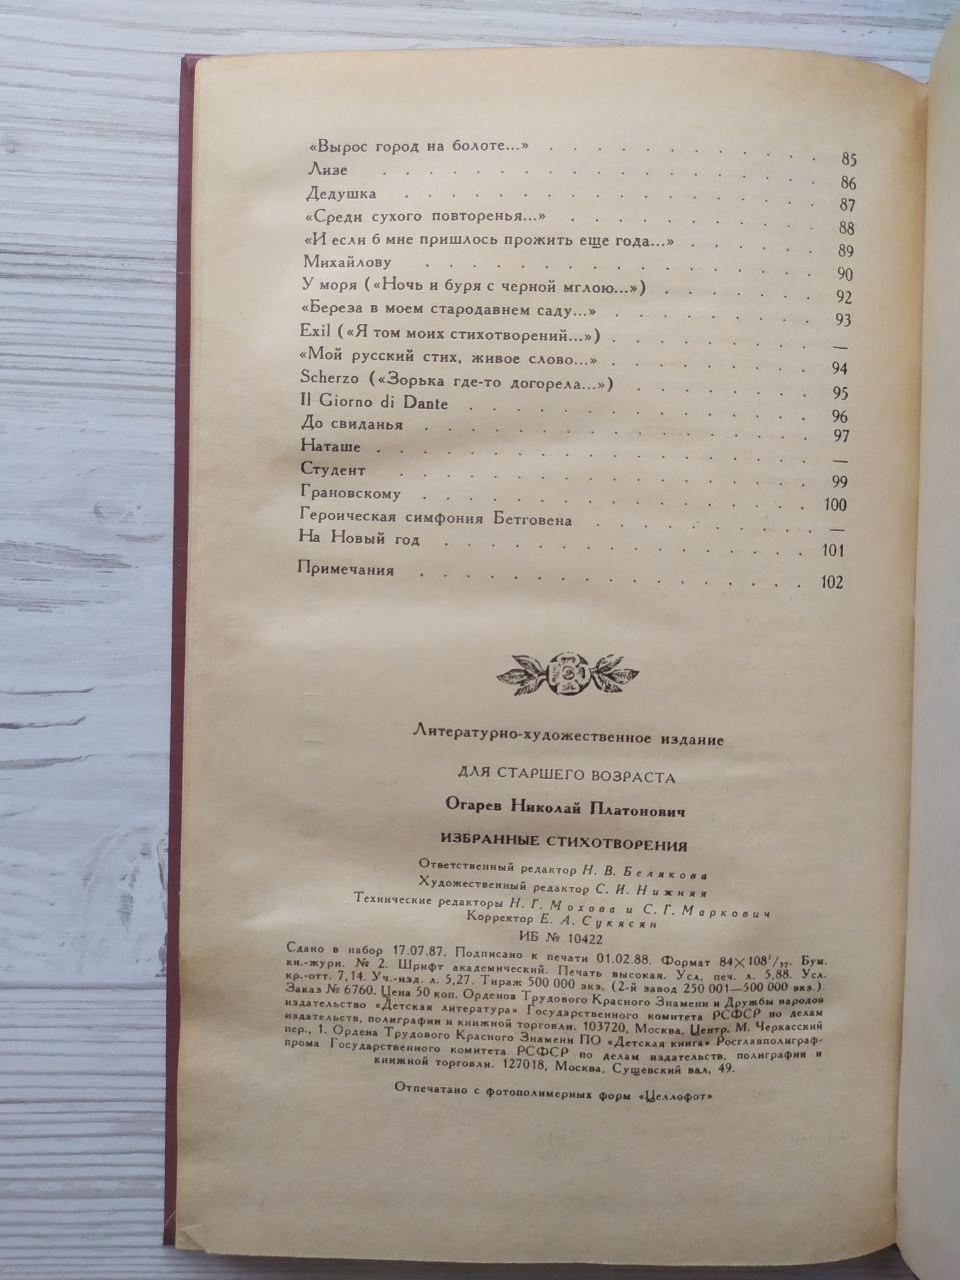 «Вырос город на болоте...» . . . . . . . . . . . . 85
Лизе . . . . . . . . . . . . . . . . . . 86
Дедушка . . . . . . . . . . . . . . . . . 87
«Среди сухого повторенья...» . . . . . . . . . . . 88
«И если б мне пришлось прожить еще года...» . . . . . . 89
Михайлову . . . . . . . . . . . . . . . . 90
У моря («Ночь и буря с черной мглою...») . . . . . . . 92
«Береза в моем стародавнем саду...» . . . . . . . . . 93
Exil («Я том моих стихотворений...») . . . . . . . . . —
«Мой русский стих, живое слово...» . . . . . . . . . 94
Scherzo («Зорька где-то догорела...») . . . . . . . . 95
Il Giorno di Dante . . . . . . . . . . . . . . 96
До свиданья . . . . . . . . . . . . . . . . 97
Наташе . . . . . . . . . . . . . . . . . —
Студент . . . . . . . . . . . . . . . . . 99
Грановскому . . . . . . . . . . . . . . . . 100
Героическая симфония Бетговена . . . . . . . . . . —
На Новый год . . . . . . . . . . . . . . . 101
Примечания . . . . . . . . . . . . . . . . 102
Литературно-художественное издание
ДЛЯ СТАРШЕГО ВОЗРАСТА
Огарев Николай Платонович
ИЗБРАННЫЕ СТИХОТВОРЕНИЯ
Ответственный редактор Н. В. Белякова
Художественный редактор С. И. Нижняя
Технические редакторы Н. Г. Мохова и С. Г. Маркович
Корректор Е. А. Сукясян
ИБ № 10422
Сдано в набор 17.07.87. Подписано к печати 01.02.88. Формат 84×108¹/₃₂. Бум.
кн.-журн. № 2. Шрифт академический. Печать высокая. Усл. печ. л. 5,88. Усл.
кр.-отт. 7,14. Уч.-изд. л. 5,27. Тираж 500 000 экз. (2-й завод 250 001—500 000 экз.).
Заказ № 6760. Цена 50 коп. Орденов Трудового Красного Знамени и Дружбы народов
издательство «Детская литература» Государственного комитета РСФСР по делам
издательств, полиграфии и книжной торговли. 103720, Москва, Центр, М. Черкасский
пер., 1. Ордена Трудового Красного Знамени ПО «Детская книга» Росглавполиграф-
прома Государственного комитета РСФСР по делам издательств, полиграфии и
книжной торговли. 127018, Москва, Сущевский вал, 49.
Отпечатано с фотополимерных форм «Целлофот»